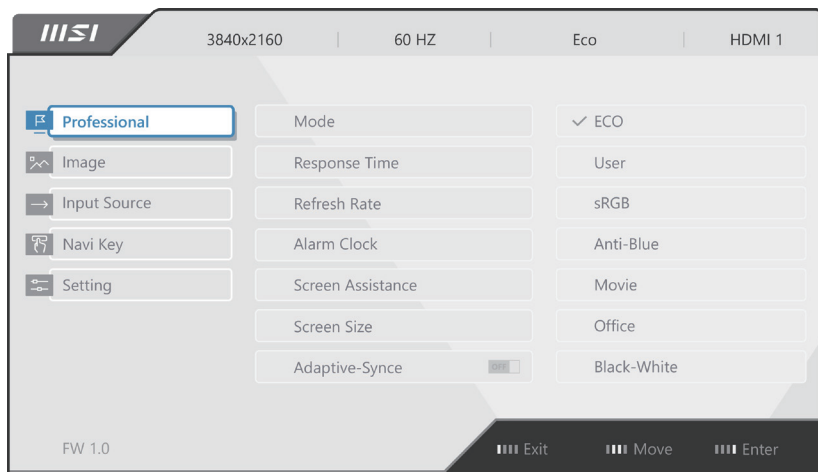 msi 3840x2160 60 HZ Eco HDMI 1
Professional Mode ECO
Image Response Time User
Input Source Refresh Rate sRGB
Navi Key Alarm Clock Anti-Blue
Setting Screen Assistance Movie
Screen Size Office
Adaptive-Synce OFF Black-White
FW 1.0 Exit Move Enter